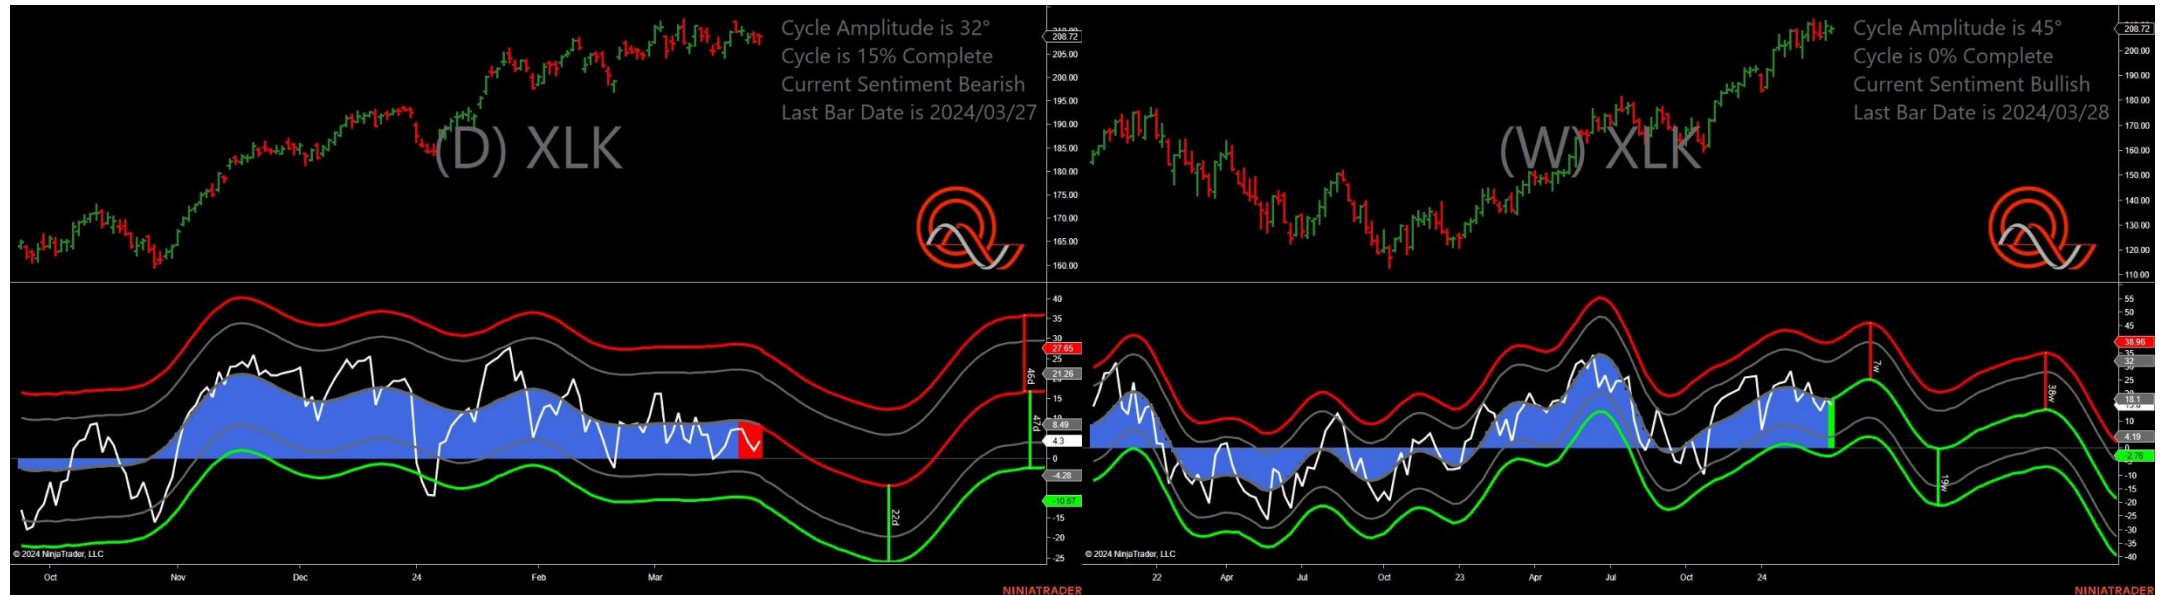 Cycle Amplitude is 32°
Cycle is 15% Complete
Current Sentiment Bearish
Last Bar Date is 2024/03/27
(D) XLK
208.72
205.00
200.00
195.00
190.00
185.00
180.00
175.00
170.00
165.00
160.00
40
35
30
27.65
25
21.26
15
10
8.49
4.3
0
-4.28
-10.67
-15
-20
-25
46d
47d
22d
© 2024 NinjaTrader, LLC
Oct
Nov
Dec
24
Feb
Mar
NINJATRADER
Cycle Amplitude is 45°
Cycle is 0% Complete
Current Sentiment Bullish
Last Bar Date is 2024/03/28
(W) XLK
208.72
200.00
190.00
180.00
170.00
160.00
150.00
140.00
130.00
120.00
110.00
55
50
45
38.96
35
32
25
20
18.1
10
4.19
0
-2.76
-10
-15
-20
-25
-30
-35
-40
7w
38w
19w
© 2024 NinjaTrader, LLC
22
Apr
Jul
Oct
23
Apr
Jul
Oct
24
NINJATRADER